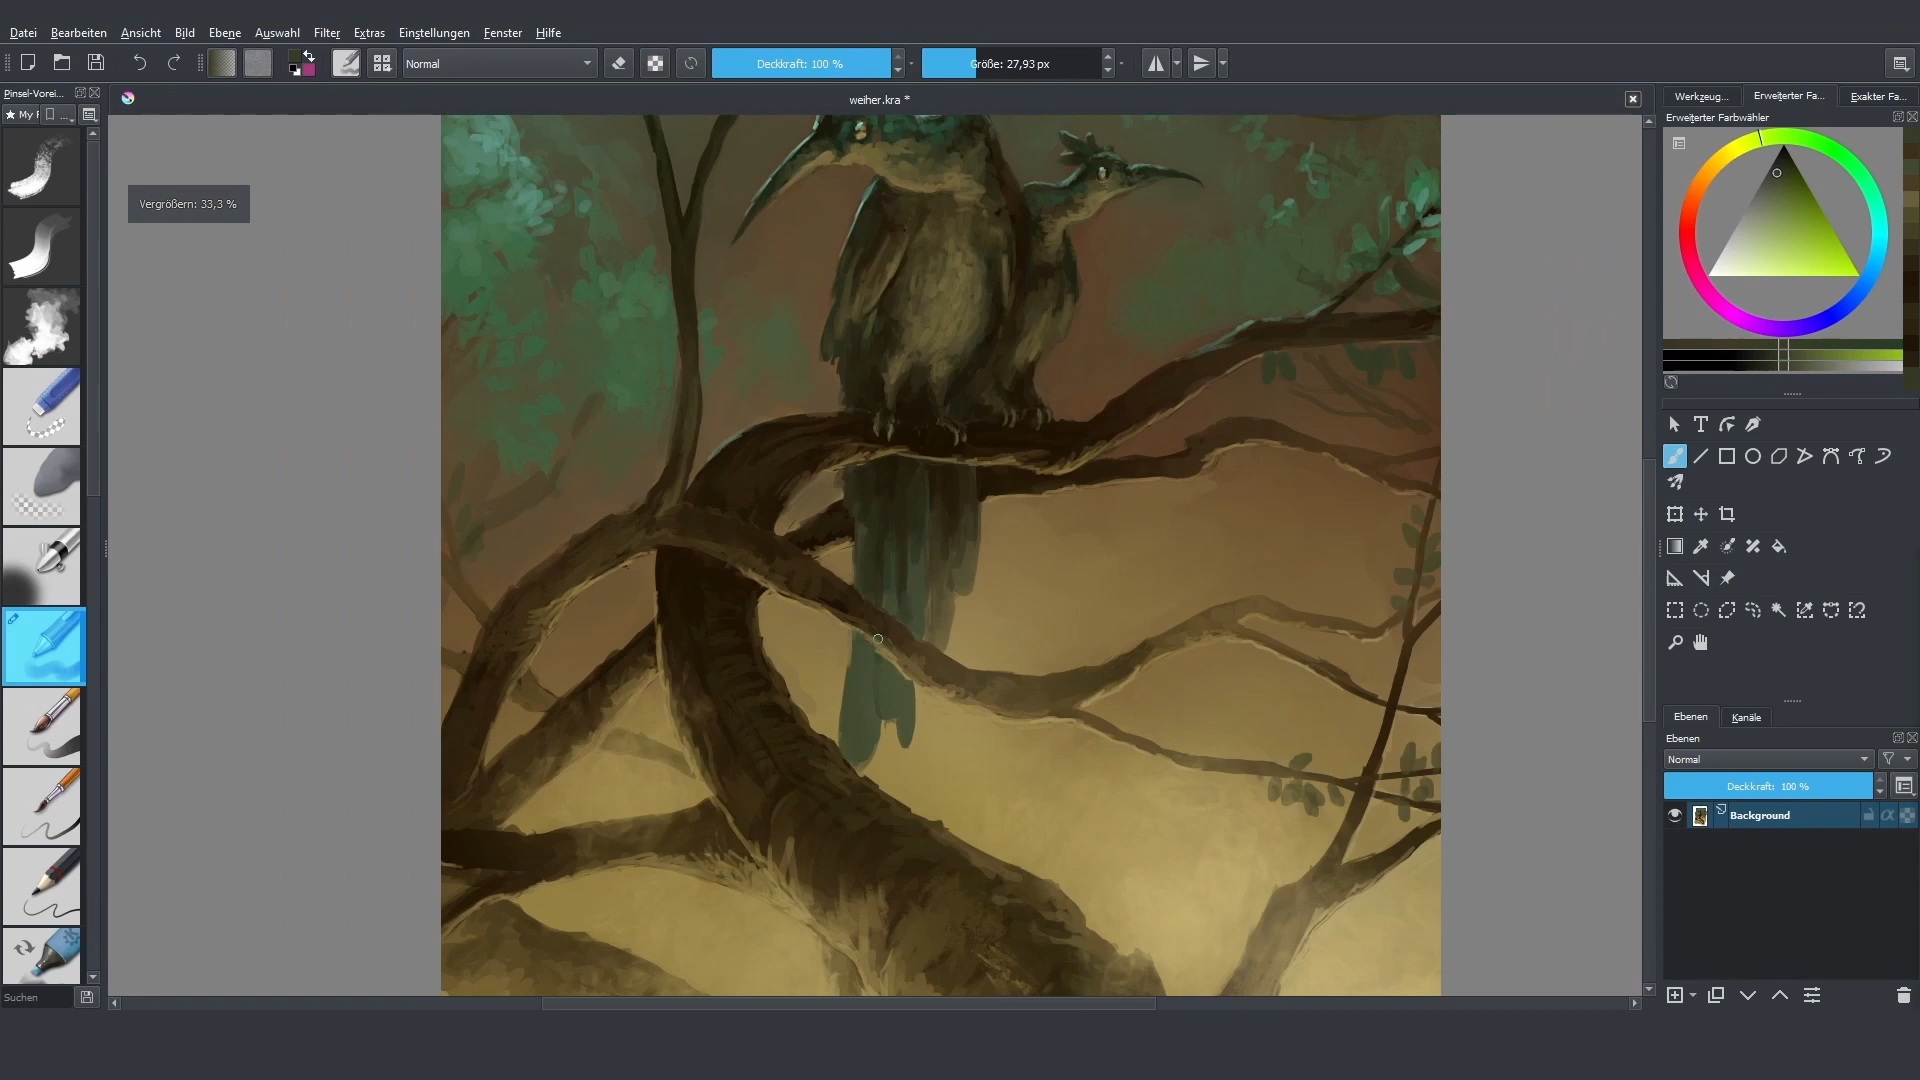 Datei Bearbeiten Ansicht Bild Ebene Auswahl Filter Extras Einstellungen Fenster Hilfe
Normal Deckkraft: 100 % Größe: 27,93 px
Pinsel-Vorei...
My F ...
weiher.kra *
Werkzeug... Erweiterter Fa... Exakter Fa...
Erweiterter Farbwähler
Vergrößern: 33,3 %
Ebenen Kanäle
Ebenen
Normal
Deckkraft: 100 %
Background
Suchen